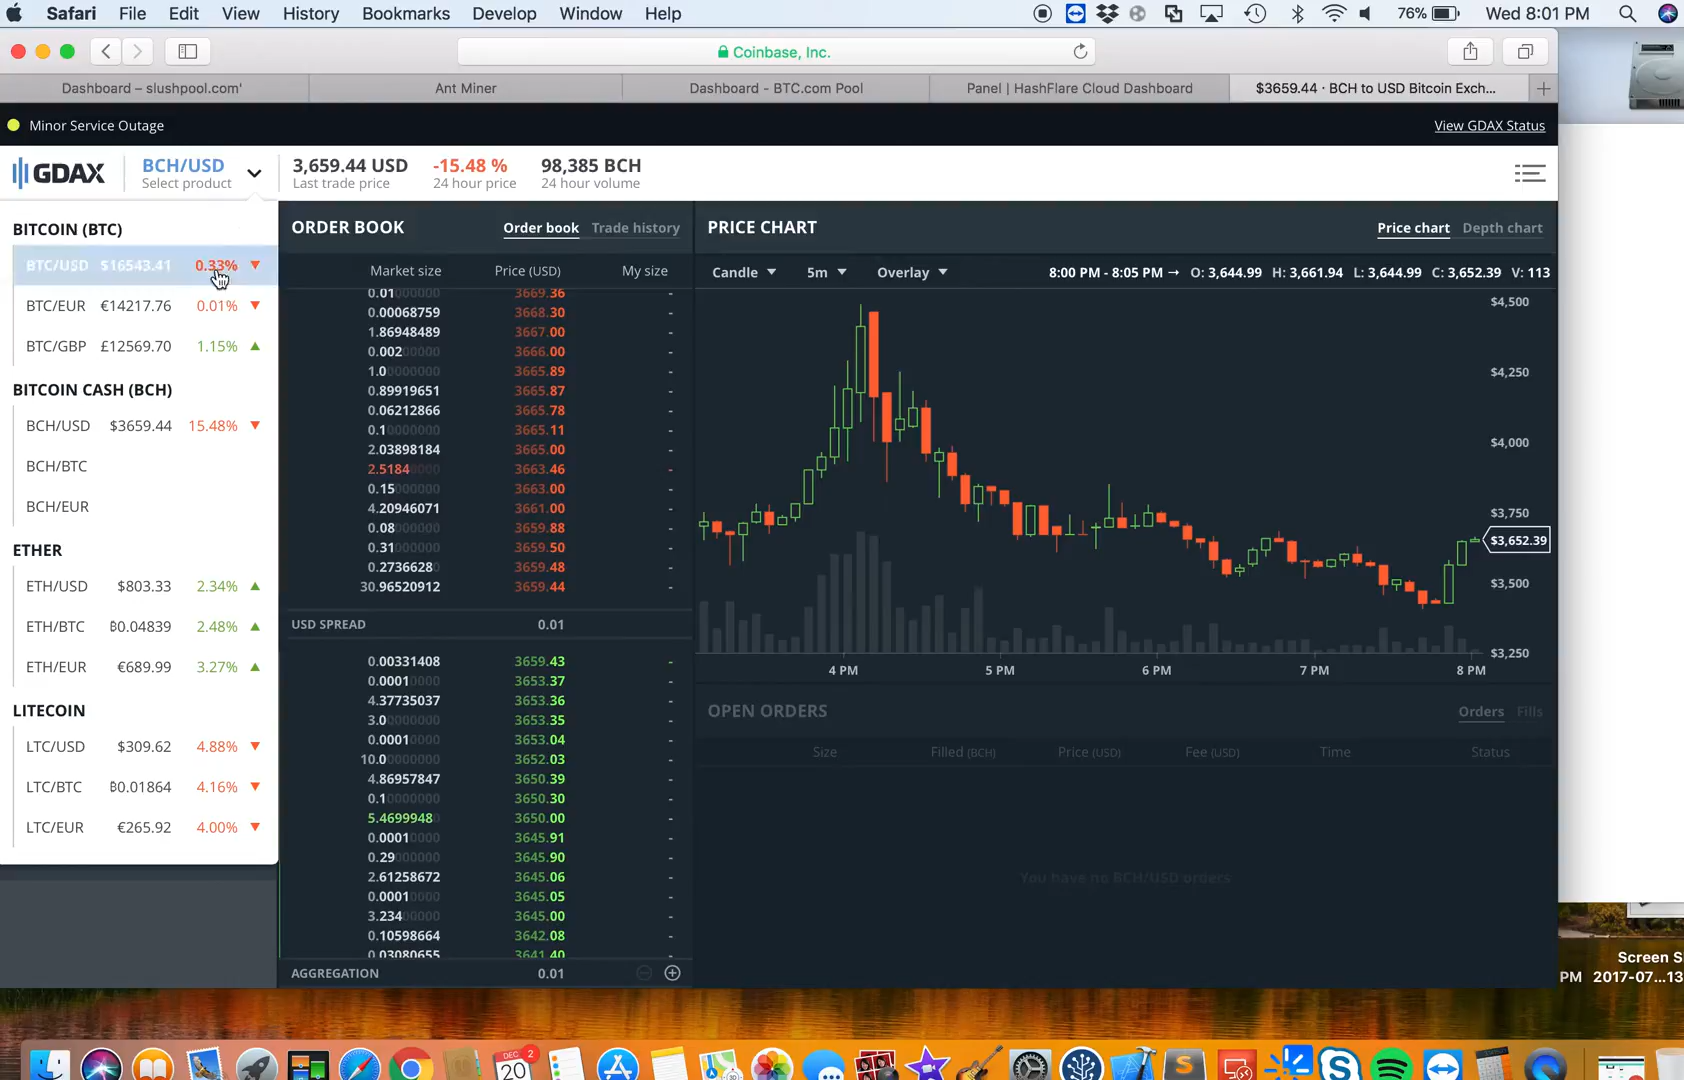 Safari File Edit View History Bookmarks Develop Window Help 76% Wed 8:01 PM
Coinbase, Inc.
Dashboard – slushpool.com' Ant Miner Dashboard - BTC.com Pool Panel | HashFlare Cloud Dashboard $3659.44 · BCH to USD Bitcoin Exch...
Minor Service Outage View GDAX Status
GDAX BCH/USD 3,659.44 USD -15.48 % 98,385 BCH
Select product Last trade price 24 hour price 24 hour volume
BITCOIN (BTC)
BTC/USD $16543.41 0.33%
BTC/EUR €14217.76 0.01%
BTC/GBP £12569.70 1.15%
BITCOIN CASH (BCH)
BCH/USD $3659.44 15.48%
BCH/BTC
BCH/EUR
ETHER
ETH/USD $803.33 2.34%
ETH/BTC ฿0.04839 2.48%
ETH/EUR €689.99 3.27%
LITECOIN
LTC/USD $309.62 4.88%
LTC/BTC ฿0.01864 4.16%
LTC/EUR €265.92 4.00%
ORDER BOOK Order book Trade history
Market size Price (USD) My size
0.01000000 3669.36 -
0.00068759 3668.30 -
1.86948489 3667.00 -
0.00200000 3666.00 -
1.00000000 3665.89 -
0.89919651 3665.87 -
0.06212866 3665.78 -
0.10000000 3665.11 -
2.03898184 3665.00 -
2.51840000 3663.46 -
0.15000000 3663.00 -
4.20946071 3661.00 -
0.08000000 3659.88 -
0.31000000 3659.50 -
0.27366280 3659.48 -
30.96520912 3659.44 -
USD SPREAD 0.01
0.00331408 3659.43 -
0.00010000 3653.37 -
4.37735037 3653.36 -
3.00000000 3653.35 -
0.00010000 3653.04 -
10.00000000 3652.03 -
4.86957847 3650.39 -
0.10000000 3650.30 -
5.46999480 3650.00 -
0.00010000 3645.91 -
0.29000000 3645.90 -
2.61258672 3645.06 -
0.00010000 3645.05 -
3.23400000 3645.00 -
0.10598664 3642.08 -
0.03080655 3641.40 -
AGGREGATION 0.01
PRICE CHART Price chart Depth chart
Candle 5m Overlay 8:00 PM - 8:05 PM → O: 3,644.99 H: 3,661.94 L: 3,644.99 C: 3,652.39 V: 113
$4,500
$4,250
$4,000
$3,750
$3,652.39
$3,500
$3,250
4 PM 5 PM 6 PM 7 PM 8 PM
OPEN ORDERS Orders Fills
Size Filled (BCH) Price (USD) Fee (USD) Time Status
You have no BCH/USD orders
Screen S
PM 2017-07...13
DEC 2
20